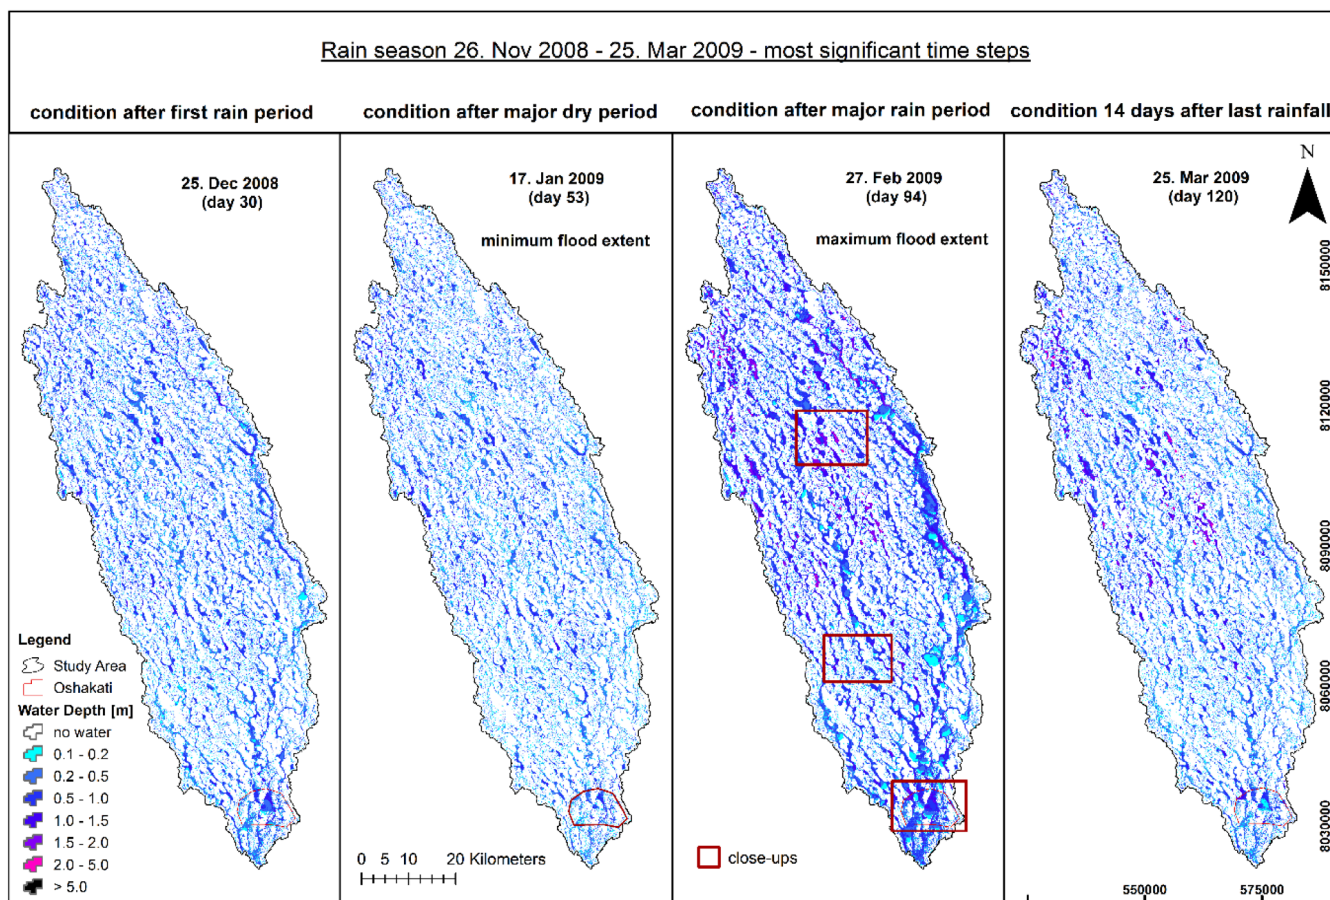 Rain season 26. Nov 2008 - 25. Mar 2009 - most significant time steps
condition after first rain period
condition after major dry period
condition after major rain period
condition 14 days after last rainfall
25. Dec 2008
(day 30)
17. Jan 2009
(day 53)
minimum flood extent
27. Feb 2009
(day 94)
maximum flood extent
25. Mar 2009
(day 120)
N
8150000
8120000
8090000
8060000
8030000
Legend
Study Area
Oshakati
Water Depth [m]
no water
0.1 - 0.2
0.2 - 0.5
0.5 - 1.0
1.0 - 1.5
1.5 - 2.0
2.0 - 5.0
> 5.0
0 5 10 20 Kilometers
close-ups
550000 575000